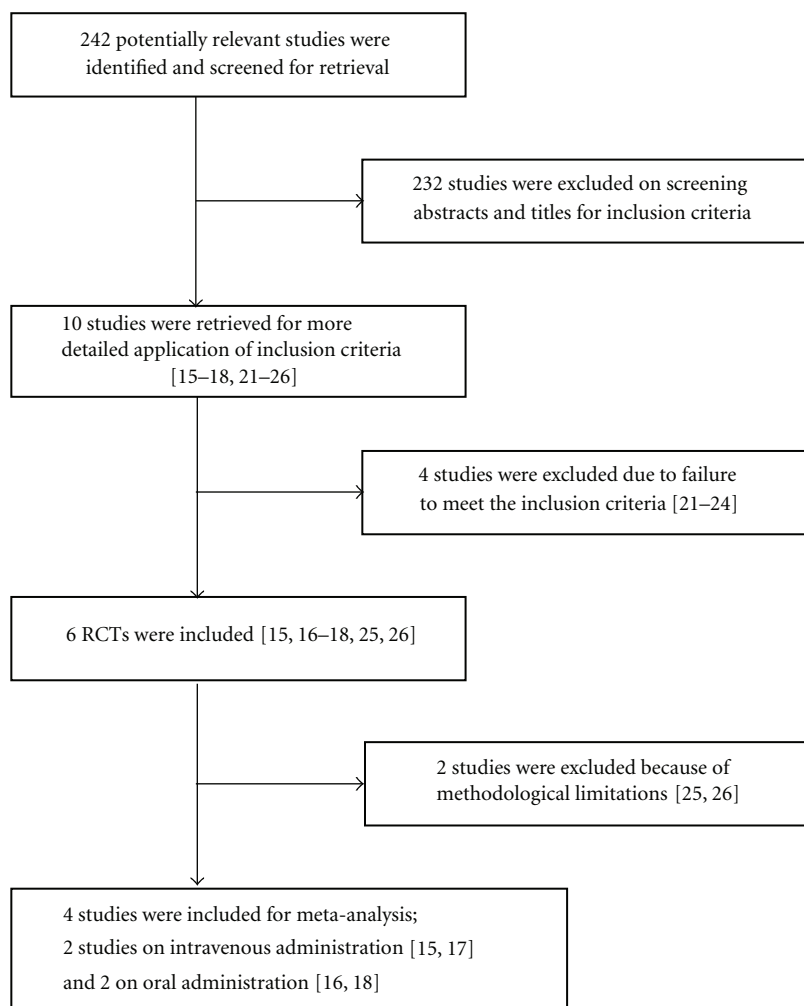 242 potentially relevant studies were
identified and screened for retrieval
232 studies were excluded on screening
abstracts and titles for inclusion criteria
10 studies were retrieved for more
detailed application of inclusion criteria
[15–18, 21–26]
4 studies were excluded due to failure
to meet the inclusion criteria [21–24]
6 RCTs were included [15, 16–18, 25, 26]
2 studies were excluded because of
methodological limitations [25, 26]
4 studies were included for meta-analysis;
2 studies on intravenous administration [15, 17]
and 2 on oral administration [16, 18]